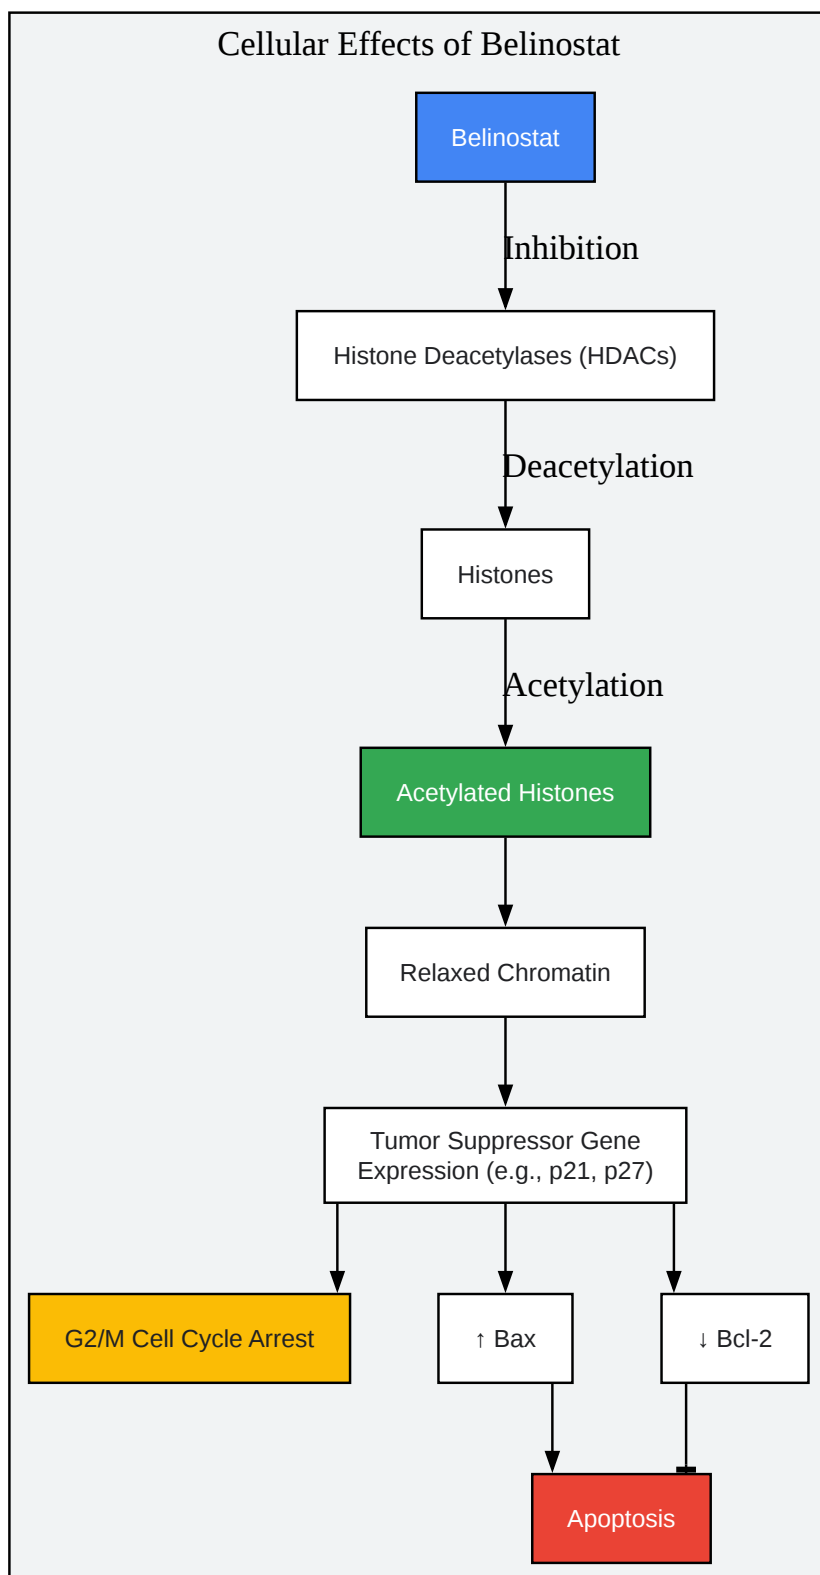 Cellular Effects of Belinostat
Belinostat
Inhibition
Histone Deacetylases (HDACs)
Deacetylation
Histones
Acetylation
Acetylated Histones
Relaxed Chromatin
Tumor Suppressor Gene
Expression (e.g., p21, p27)
G2/M Cell Cycle Arrest
↑ Bax
↓ Bcl-2
Apoptosis